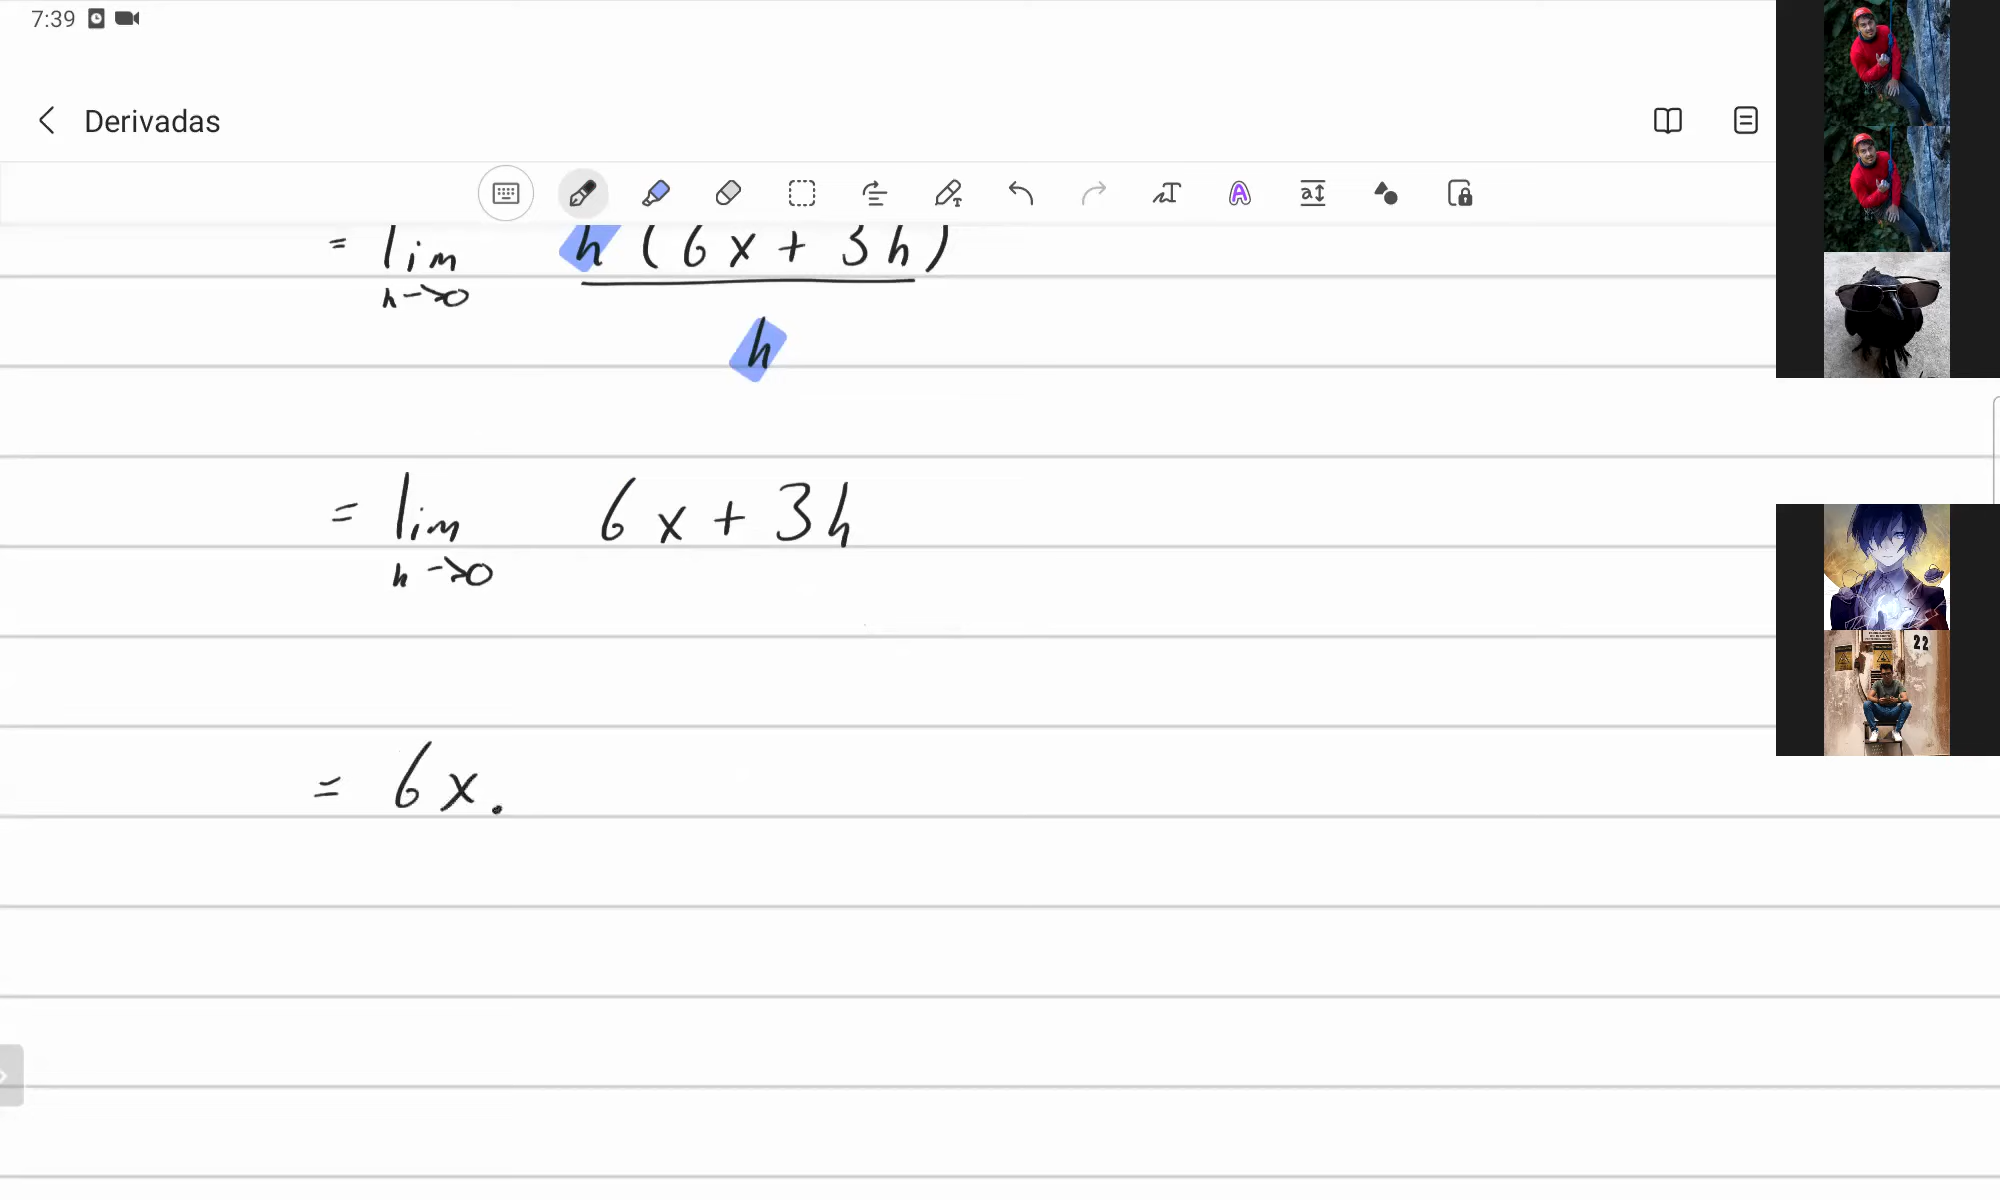 7:39
Derivadas
= lim h (6x + 3h)
h→0
h
= lim 6x + 3h
h→0
= 6x.
22